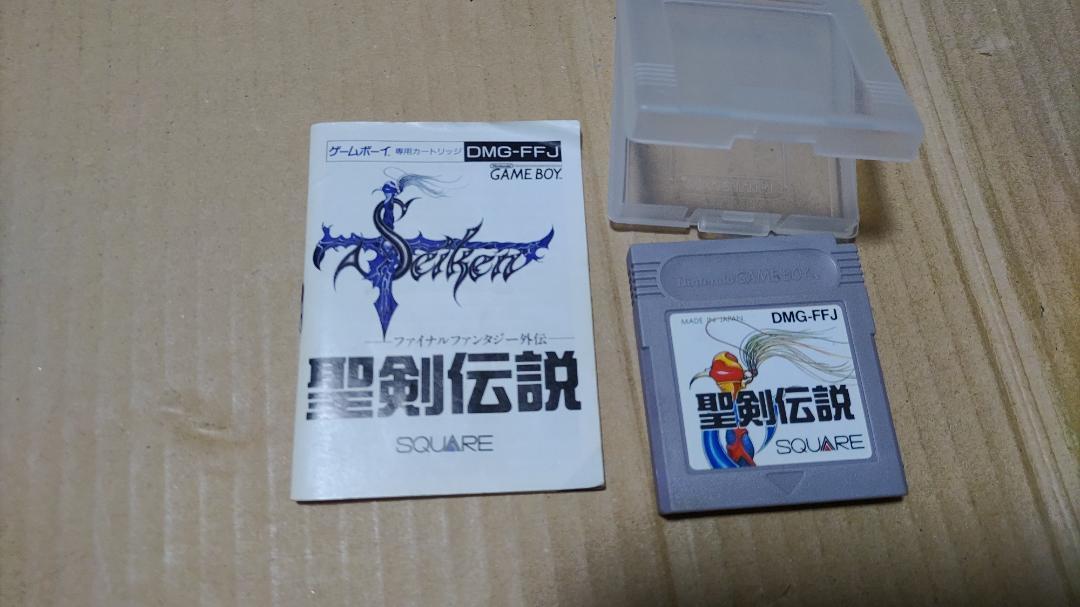 ゲームボーイ 専用カートリッジ DMG-FFJ
Nintendo
GAME BOY
TM
Seiken
ファイナルファンタジー外伝
聖剣伝説
SQUARE
Nintendo GAME BOY
MADE IN JAPAN DMG-FFJ
聖剣伝説
SQUARE